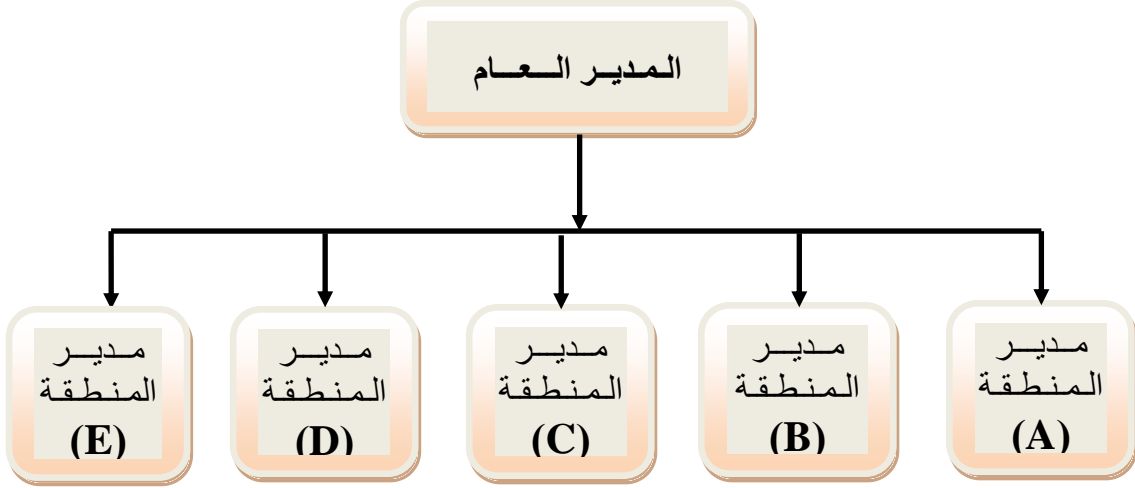 المدير العام
مدير
المنطقة
(A)
مدير
المنطقة
(B)
مدير
المنطقة
(C)
مدير
المنطقة
(D)
مدير
المنطقة
(E)